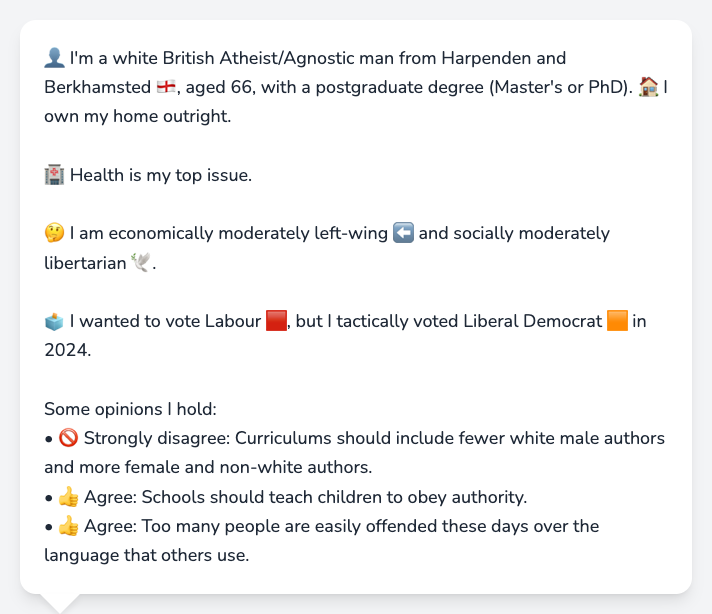 👤 I'm a white British Atheist/Agnostic man from Harpenden and
Berkhamsted 🏴󠁧󠁢󠁥󠁮󠁧󠁿, aged 66, with a postgraduate degree (Master's or PhD). 🏠 I
own my home outright.
🏥 Health is my top issue.
🤔 I am economically moderately left-wing ⬅️ and socially moderately
libertarian 🕊️.
🗳️ I wanted to vote Labour 🟥, but I tactically voted Liberal Democrat 🟧 in
2024.
Some opinions I hold:
• 🚫 Strongly disagree: Curriculums should include fewer white male authors
and more female and non-white authors.
• 👍 Agree: Schools should teach children to obey authority.
• 👍 Agree: Too many people are easily offended these days over the
language that others use.